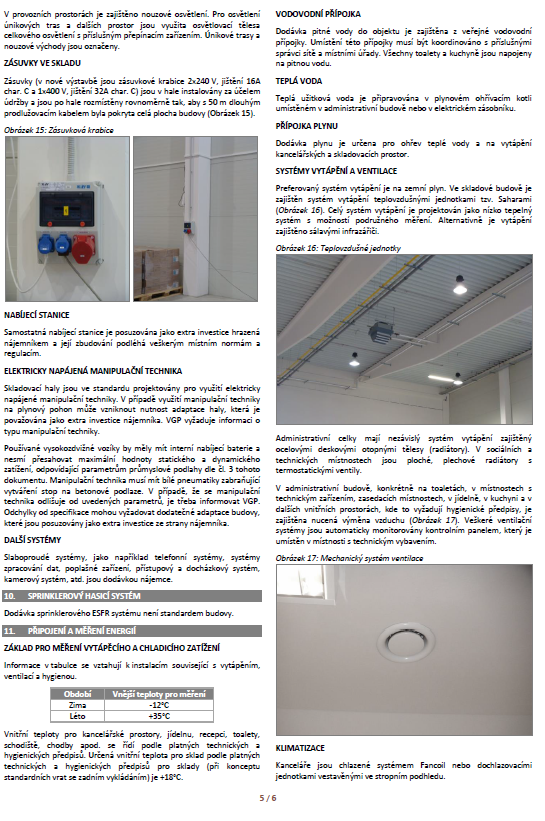 V provozních prostorách je zajištěno nouzové osvětlení. Pro osvětlení
únikových tras a dalších prostor jsou využita osvětlovací tělesa
celkového osvětlení s příslušným přepínacím zařízením. Únikové trasy a
nouzové východy jsou označeny.
ZÁSUVKY VE SKLADU
Zásuvky (v nové výstavbě jsou zásuvkové krabice 2x240 V, jištění 16A
char. C a 1x400 V, jištění 32A char. C) jsou v hale instalovány za účelem
údržby a jsou po hale rozmístěny rovnoměrně tak, aby s 50 m dlouhým
prodlužovacím kabelem byla pokryta celá plocha budovy (Obrázek 15).
Obrázek 15: Zásuvková krabice
NABÍJECÍ STANICE
Samostatná nabíjecí stanice je posuzována jako extra investice hrazená
nájemníkem a její zbudování podléhá veškerým místním normám a
regulacím.
ELEKTRICKY NAPÁJENÁ MANIPULAČNÍ TECHNIKA
Skladovací haly jsou ve standardu projektovány pro využití elektricky
napájené manipulační techniky. V případě využití manipulační techniky
na plynový pohon může vzniknout nutnost adaptace haly, která je
považována jako extra investice nájemníka. VGP vyžaduje informaci o
typu manipulační techniky.
Používané vysokozdvižné vozíky by měly mít interní nabíjecí baterie a
nesmí přesahovat maximální hodnoty statického a dynamického
zatížení, odpovídající parametrům průmyslové podlahy dle čl. 3 tohoto
dokumentu. Manipulační technika musí mít bílé pneumatiky zabraňující
vytváření stop na betonové podlaze. V případě, že se manipulační
technika odlišuje od uvedených parametrů, je třeba informovat VGP.
Odchylky od specifikace mohou vyžadovat dodatečné adaptace budovy,
které jsou posuzovány jako extra investice ze strany nájemníka.
DALŠÍ SYSTÉMY
Slaboproudé systémy, jako například telefonní systémy, systémy
zpracování dat, poplašné zařízení, přístupový a docházkový systém,
kamerový systém, atd. jsou dodávkou nájemce.
10. SPRINKLEROVÝ HASICÍ SYSTÉM
Dodávka sprinklerového ESFR systému není standardem budovy.
11. PŘIPOJENÍ A MĚŘENÍ ENERGIÍ
ZÁKLAD PRO MĚŘENÍ VYTÁPĚCÍHO A CHLADICÍHO ZATÍŽENÍ
Informace v tabulce se vztahují k instalacím související s vytápěním,
ventilací a hygienou.
Období Vnější teploty pro měření
Zima -12°C
Léto +35°C
Vnitřní teploty pro kancelářské prostory, jídelnu, recepci, toalety,
schodiště, chodby apod. se řídí podle platných technických a
hygienických předpisů. Určená vnitřní teplota pro sklad podle platných
technických a hygienických předpisů pro sklady (při konceptu
standardních vrat se zadním vykládáním) je +18°C.
VODOVODNÍ PŘÍPOJKA
Dodávka pitné vody do objektu je zajištěna z veřejné vodovodní
přípojky. Umístění této přípojky musí být koordinováno s příslušnými
správci sítě a místními úřady. Všechny toalety a kuchyně jsou napojeny
na pitnou vodu.
TEPLÁ VODA
Teplá užitková voda je připravována v plynovém ohřívacím kotli
umístěném v administrativní budově nebo v elektrickém zásobníku.
PŘÍPOJKA PLYNU
Dodávka plynu je určena pro ohřev teplé vody a na vytápění
kancelářských a skladovacích prostor.
SYSTÉMY VYTÁPĚNÍ A VENTILACE
Preferovaný systém vytápění je na zemní plyn. Ve skladové budově je
zajištěn systém vytápění teplovzdušnými jednotkami tzv. Saharami
(Obrázek 16). Celý systém vytápění je projektován jako nízko tepelný
systém s možností podružného měření. Alternativně je vytápění
zajištěno sálavými infrazářiči.
Obrázek 16: Teplovzdušné jednotky
Administrativní celky mají nezávislý systém vytápění zajištěný
ocelovými deskovými otopnými tělesy (radiátory). V sociálních a
technických místnostech jsou ploché, plechové radiátory s
termostatickými ventily.
V administrativní budově, konkrétně na toaletách, v místnostech s
technickým zařízením, zasedacích místnostech, v jídelně, v kuchyni a v
dalších vnitřních prostorách, kde to vyžadují hygienické předpisy, je
zajištěna nucená výměna vzduchu (Obrázek 17). Veškeré ventilační
systémy jsou automaticky monitorovány kontrolním panelem, který je
umístěn v místnosti s technickým vybavením.
Obrázek 17: Mechanický systém ventilace
KLIMATIZACE
Kanceláře jsou chlazené systémem Fancoil nebo dochlazovacími
jednotkami vestavěnými ve stropním podhledu.
5 / 6